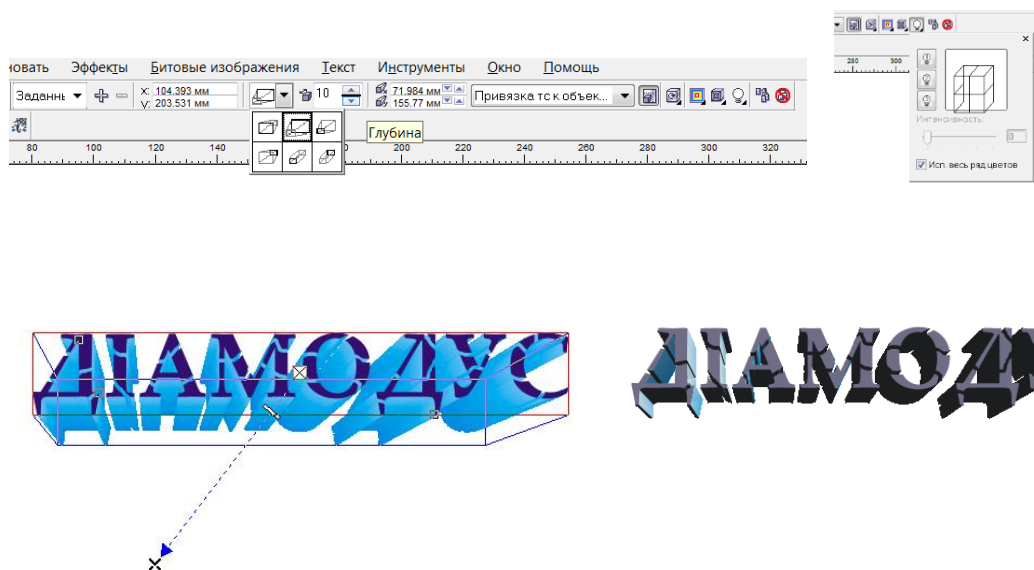 новать Эффекты Битовые изображения Текст Инструменты Окно Помощь
x: 104.393 мм
y: 203.531 мм
10
71.984 мм
155.77 мм
Привязка тс к объек...
Глубина
80 100 120 140 200 220 240 260 280 300 320
280 300
Интенсивность:
0
Исп. весь ряд цветов
ДІАМОДУС
ДІАМОД